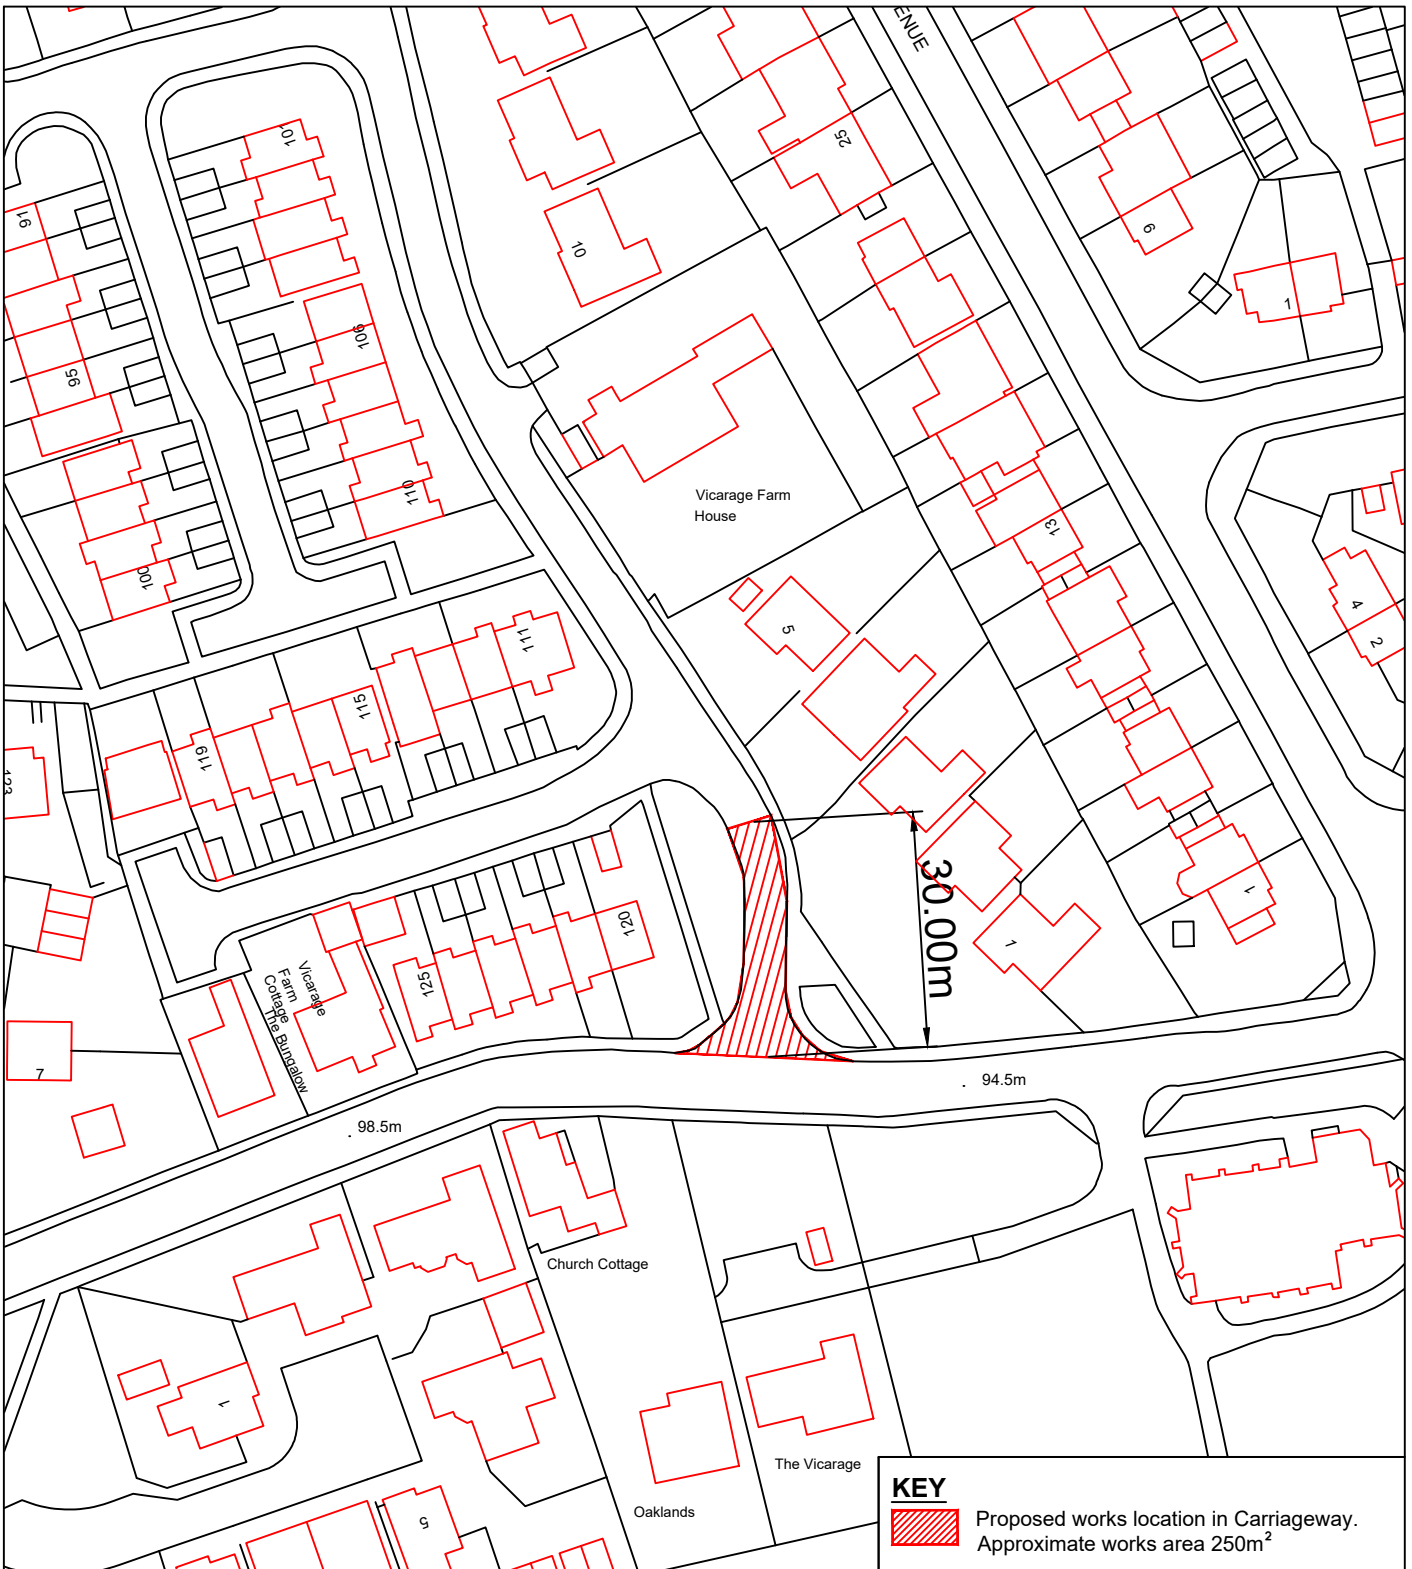 ENUE
101
25
91
10
6
1
106
95
Vicarage Farm
House
110
13
100
5
4
2
111
115
119
123
30.00m
1
120
125
1
Vicarage
Farm
Cottage
The Bungalow
7
94.5m
98.5m
Church Cottage
1
The Vicarage
Oaklands
5
KEY
Proposed works location in Carriageway.
Approximate works area 250m²